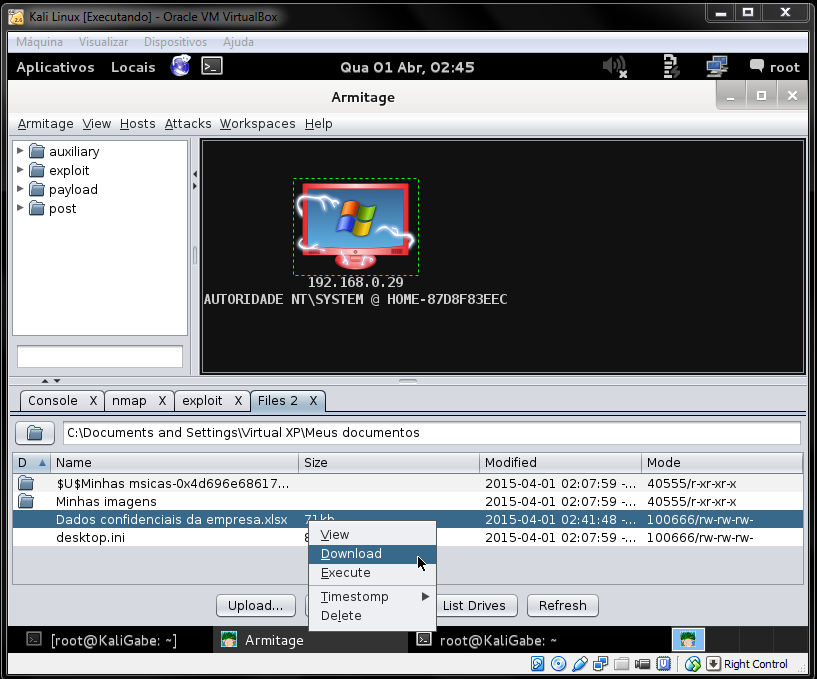 Kali Linux [Executando] - Oracle VM VirtualBox
Máquina Visualizar Dispositivos Ajuda
Aplicativos Locais Qua 01 Abr, 02:45 root
Armitage
Armitage View Hosts Attacks Workspaces Help
auxiliary
exploit
payload
post
192.168.0.29
AUTORIDADE NT\SYSTEM @ HOME-87D8F83EEC
Console X nmap X exploit X Files 2 X
C:\Documents and Settings\Virtual XP\Meus documentos
D Name Size Modified Mode
$U$Minhas msicas-0x4d696e68617... 2015-04-01 02:07:59 -... 40555/r-xr-xr-x
Minhas imagens 2015-04-01 02:07:59 -... 40555/r-xr-xr-x
Dados confidenciais da empresa.xlsx 71kb 2015-04-01 02:41:48 -... 100666/rw-rw-rw-
desktop.ini 2015-04-01 02:07:59 -... 100666/rw-rw-rw-
View
Download
Execute
Timestomp
Delete
Upload... List Drives Refresh
[root@KaliGabe: ~] Armitage root@KaliGabe: ~
Right Control